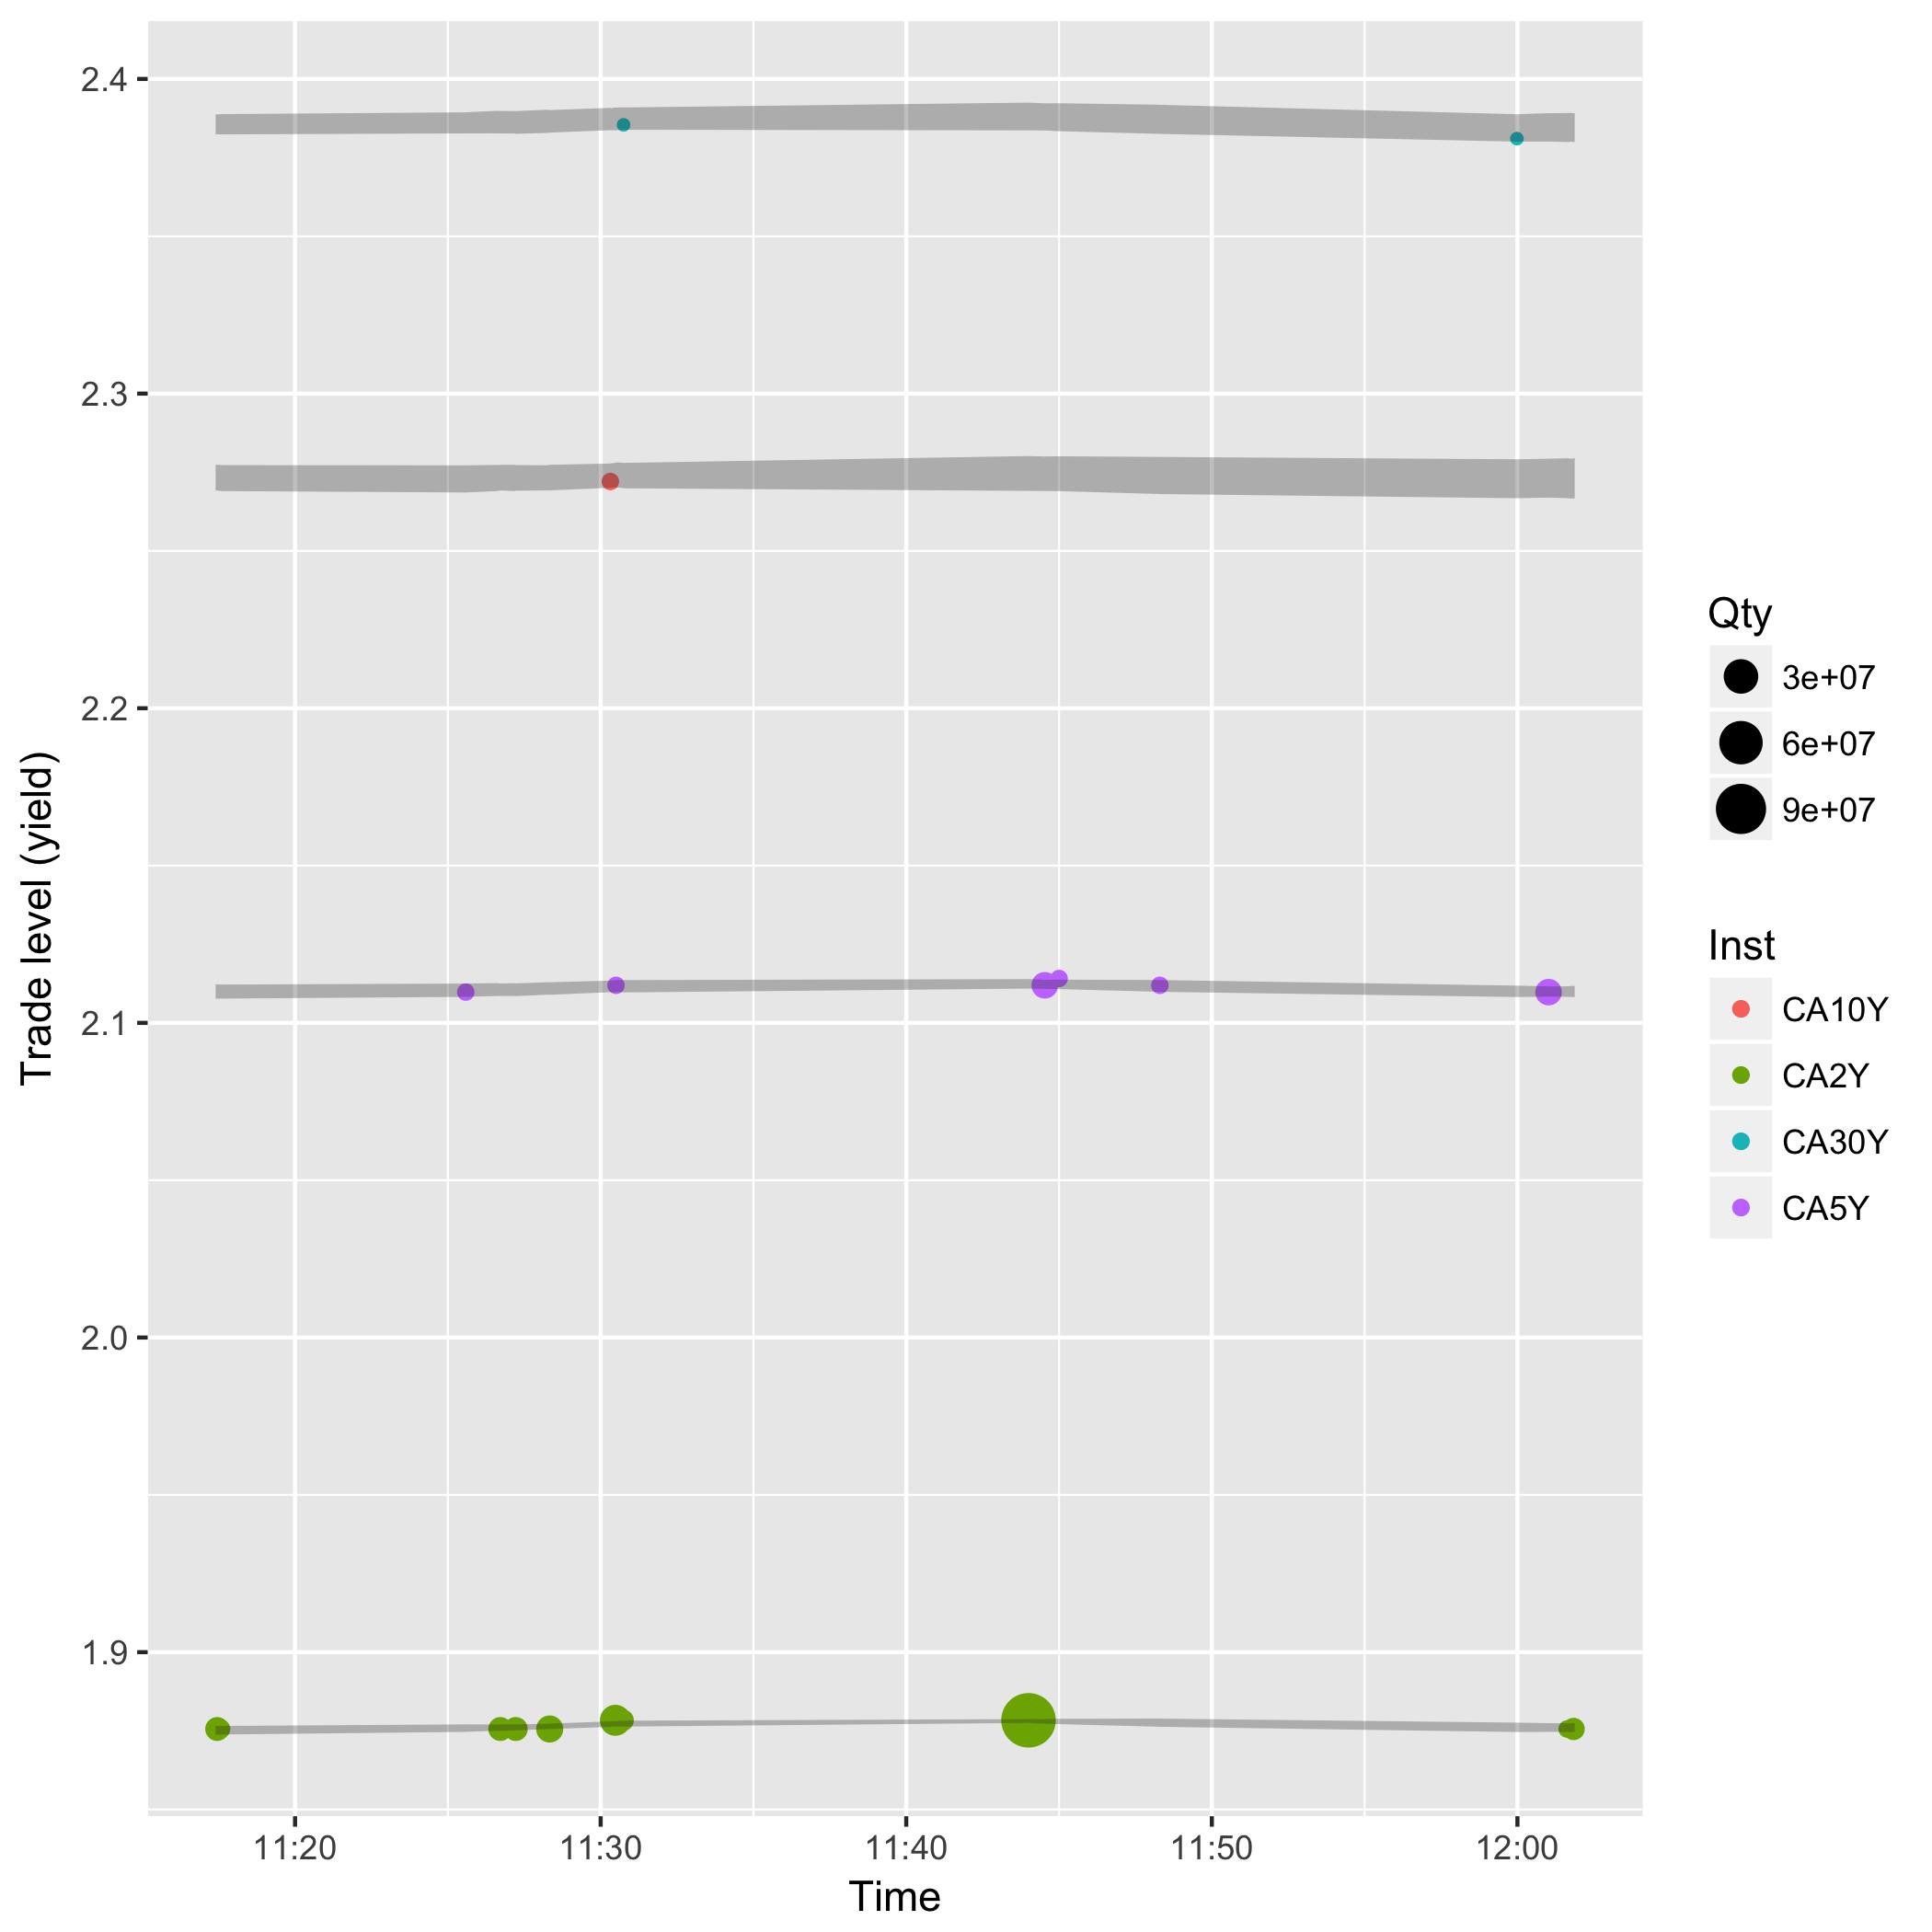 2.4
2.3
2.2
2.1
2.0
1.9
Trade level (yield)
11:20
11:30
11:40
11:50
12:00
Time
Qty
3e+07
6e+07
9e+07
Inst
CA10Y
CA2Y
CA30Y
CA5Y